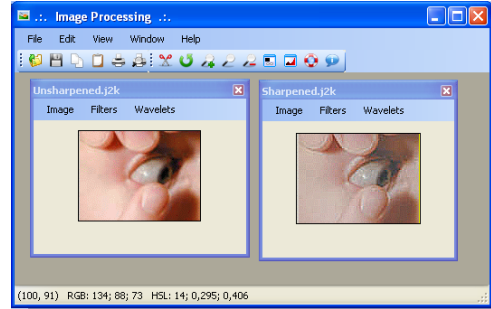 .:. Image Processing .:.
File Edit View Window Help
Unsharpened.j2k
Image Filters Wavelets
Sharpened.j2k
Image Filters Wavelets
(100, 91) RGB: 134; 88; 73 HSL: 14; 0,295; 0,406